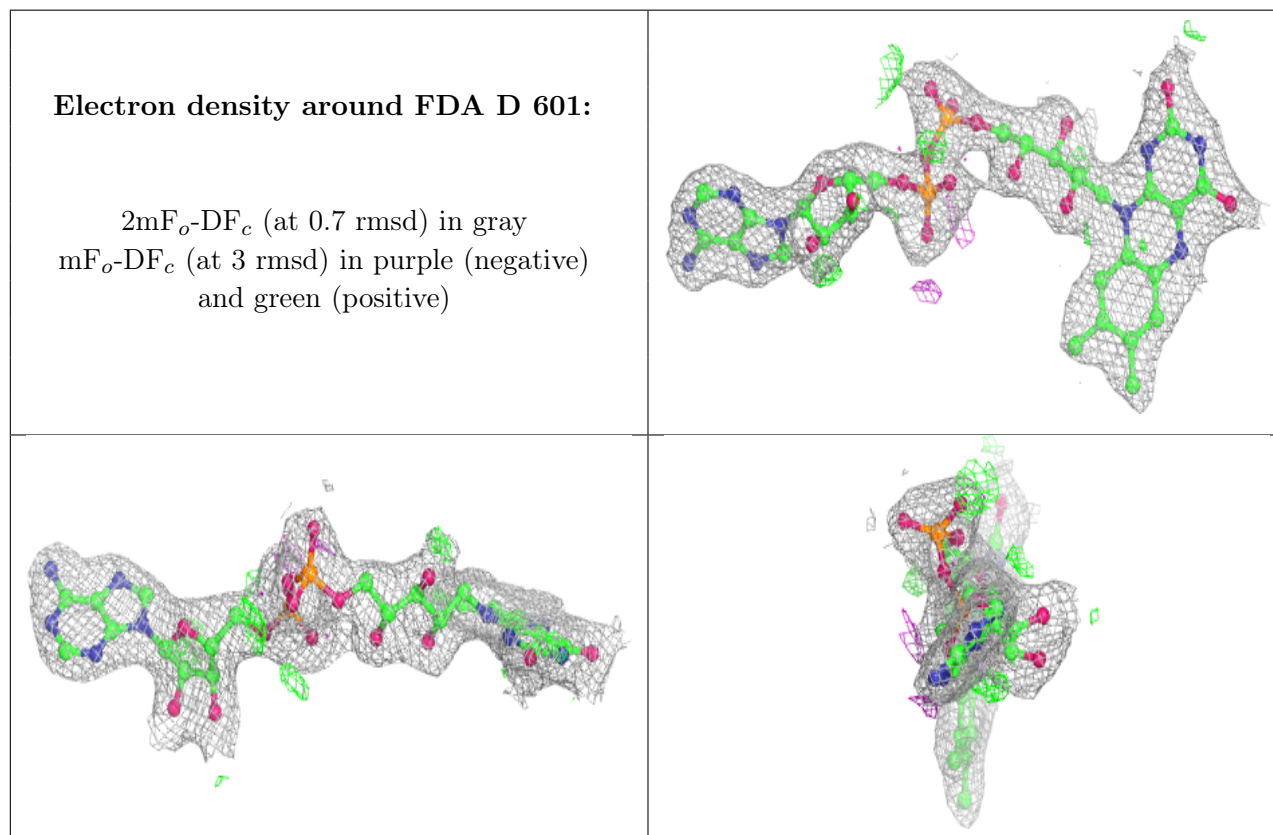 Electron density around FDA D 601:
2mFo-DFc (at 0.7 rmsd) in gray
mFo-DFc (at 3 rmsd) in purple (negative)
and green (positive)